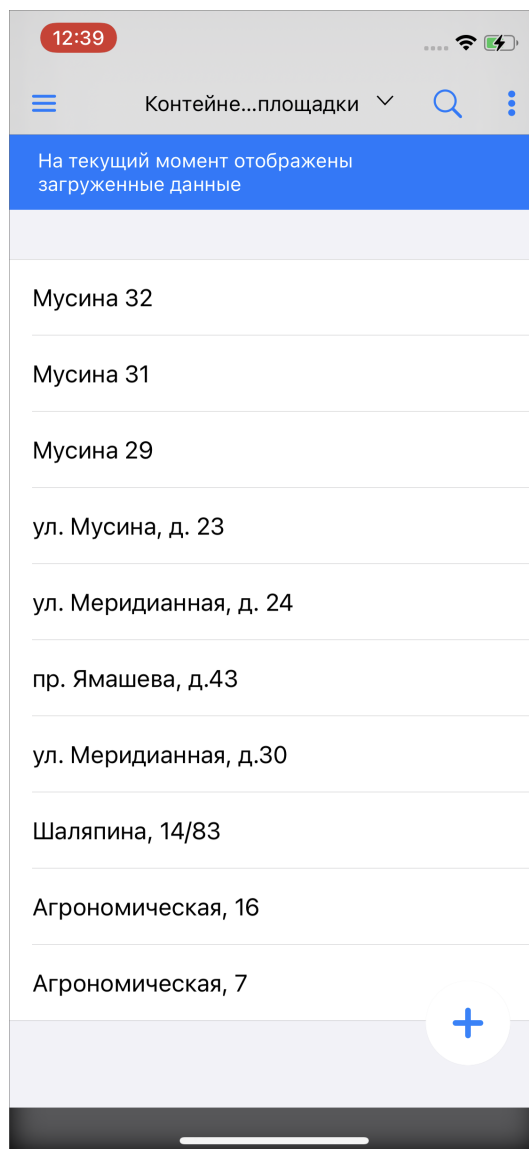 12:39
Контейне...площадки
На текущий момент отображены
загруженные данные
Мусина 32
Мусина 31
Мусина 29
ул. Мусина, д. 23
ул. Меридианная, д. 24
пр. Ямашева, д.43
ул. Меридианная, д.30
Шаляпина, 14/83
Агрономическая, 16
Агрономическая, 7